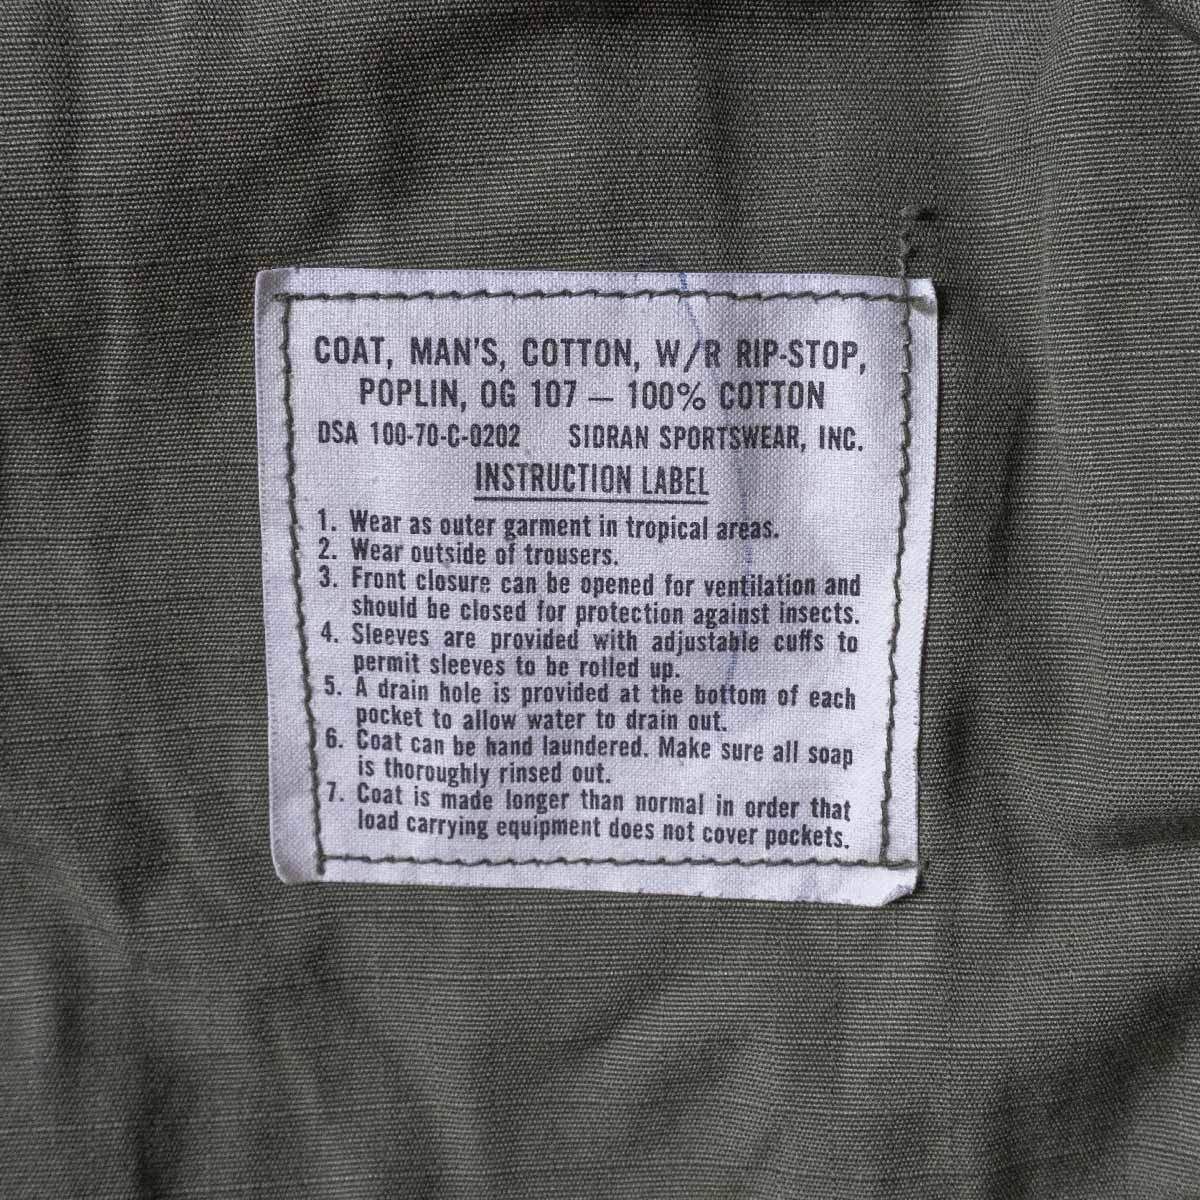 COAT, MAN'S, COTTON, W/R RIP-STOP,
POPLIN, OG 107 — 100% COTTON
DSA 100-70-C-0202 SIDRAN SPORTSWEAR, INC.
INSTRUCTION LABEL
1. Wear as outer garment in tropical areas.
2. Wear outside of trousers.
3. Front closure can be opened for ventilation and
should be closed for protection against insects.
4. Sleeves are provided with adjustable cuffs to
permit sleeves to be rolled up.
5. A drain hole is provided at the bottom of each
pocket to allow water to drain out.
6. Coat can be hand laundered. Make sure all soap
is thoroughly rinsed out.
7. Coat is made longer than normal in order that
load carrying equipment does not cover pockets.